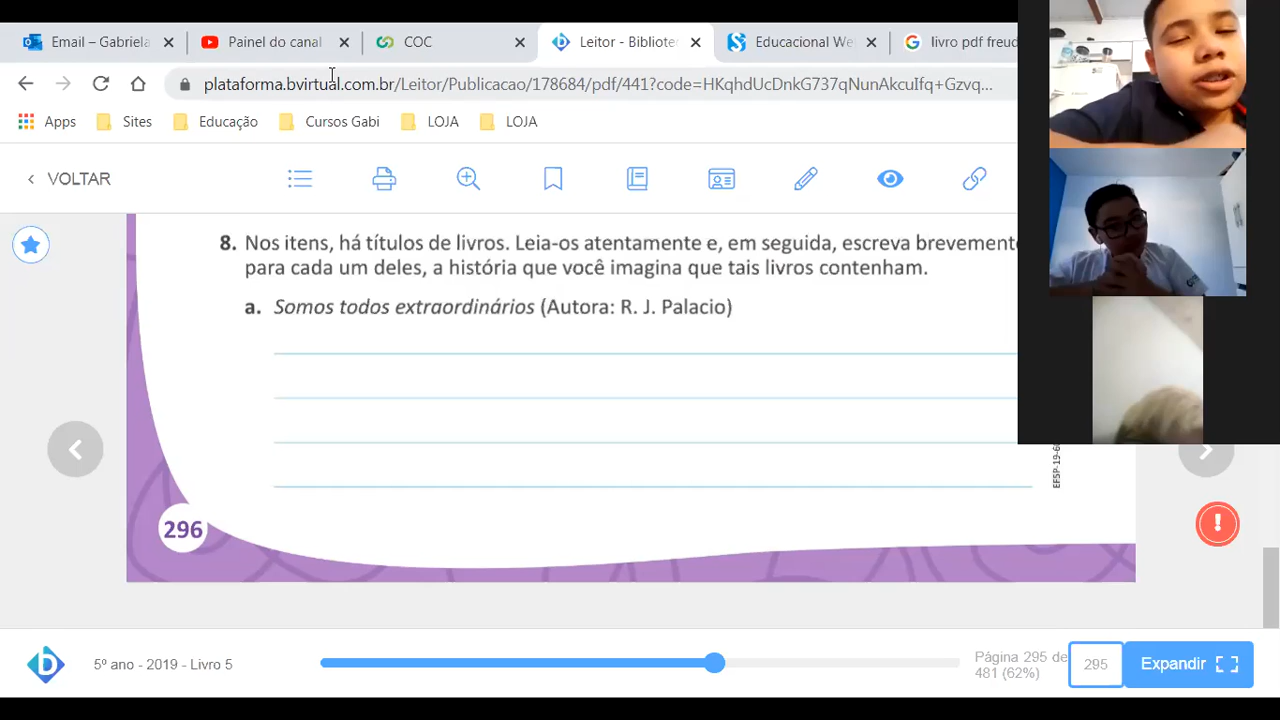 Email – Gabriela
Painel do canal
COC
Leitor - Bibliote
Educacional We
livro pdf freud
plataforma.bvirtual.com.br/Leitor/Publicacao/178684/pdf/441?code=HKqhdUcDnkG737qNunAkcuIfq+Gzvq...
Apps Sites Educação Cursos Gabi LOJA LOJA
VOLTAR
8. Nos itens, há títulos de livros. Leia-os atentamente e, em seguida, escreva brevemente
para cada um deles, a história que você imagina que tais livros contenham.
a. Somos todos extraordinários (Autora: R. J. Palacio)
296
5º ano - 2019 - Livro 5
Página 295 de
481 (62%)
295
Expandir